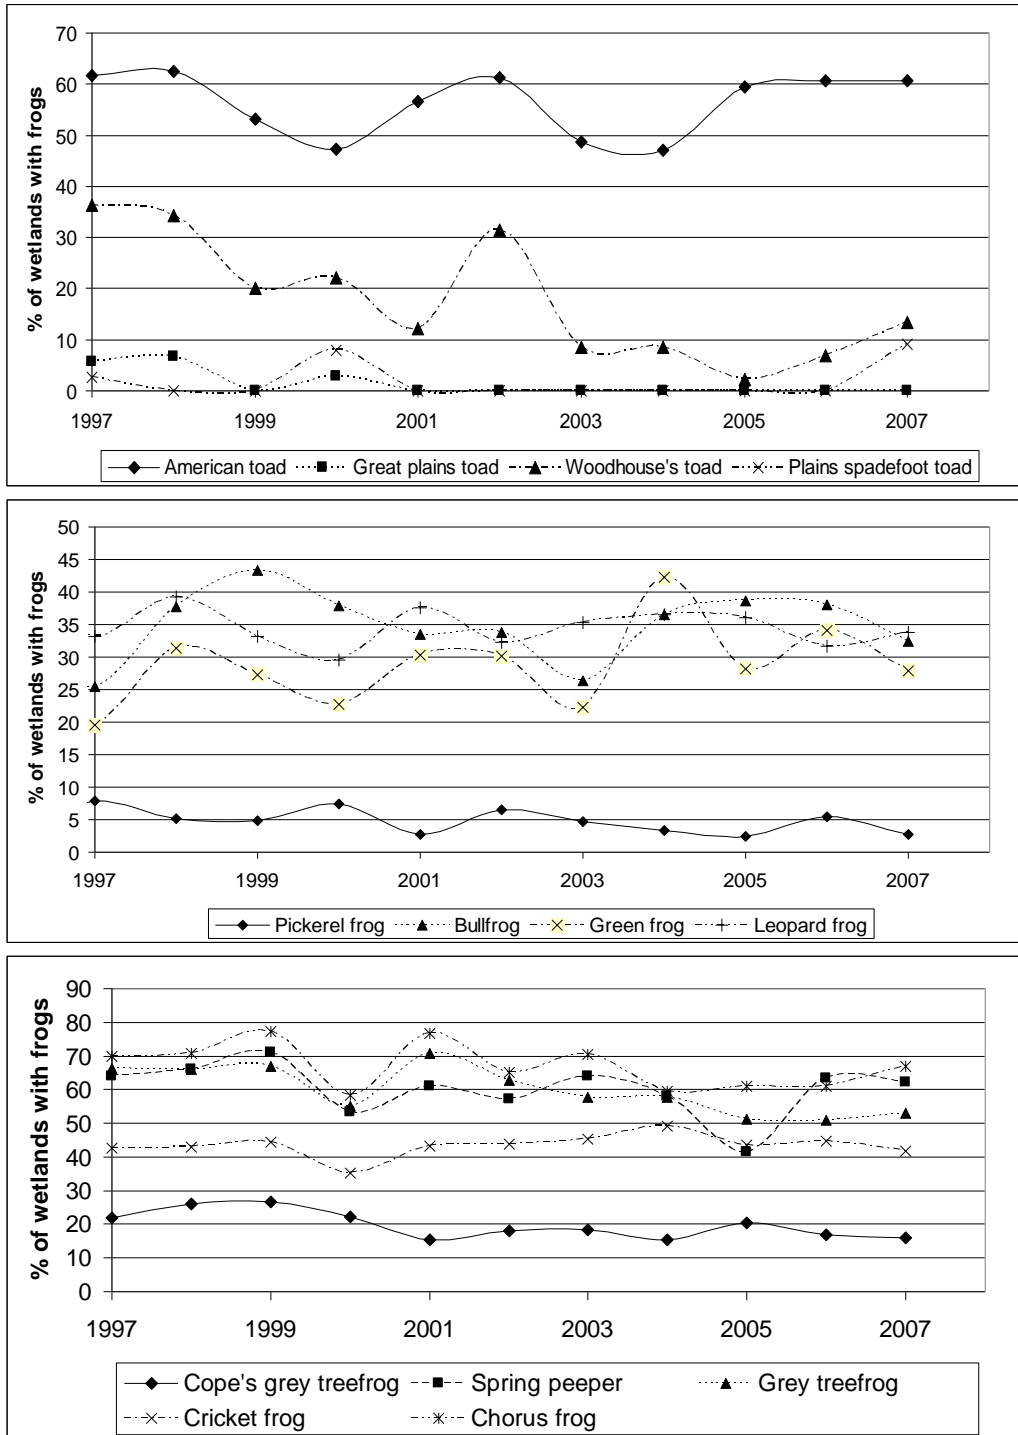 70
60
50
40
30
20
10
0
% of wetlands with frogs
1997 1999 2001 2003 2005 2007
American toad Great plains toad Woodhouse's toad Plains spadefoot toad
50
45
40
35
30
25
20
15
10
5
0
% of wetlands with frogs
1997 1999 2001 2003 2005 2007
Pickerel frog Bullfrog Green frog Leopard frog
90
80
70
60
50
40
30
20
10
0
% of wetlands with frogs
1997 1999 2001 2003 2005 2007
Cope's grey treefrog Spring peeper Grey treefrog
Cricket frog Chorus frog